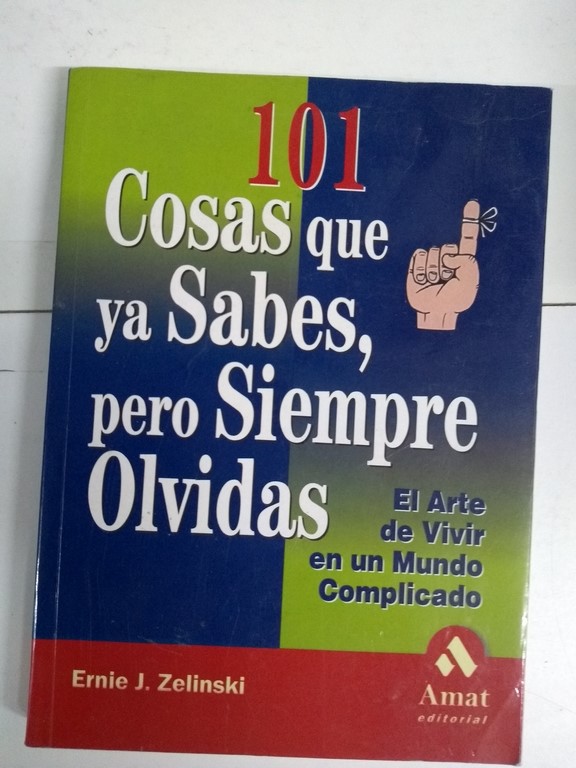 101
Cosas que
ya Sabes,
pero Siempre
Olvidas
El Arte
de Vivir
en un Mundo
Complicado
Ernie J. Zelinski
Amat
editorial